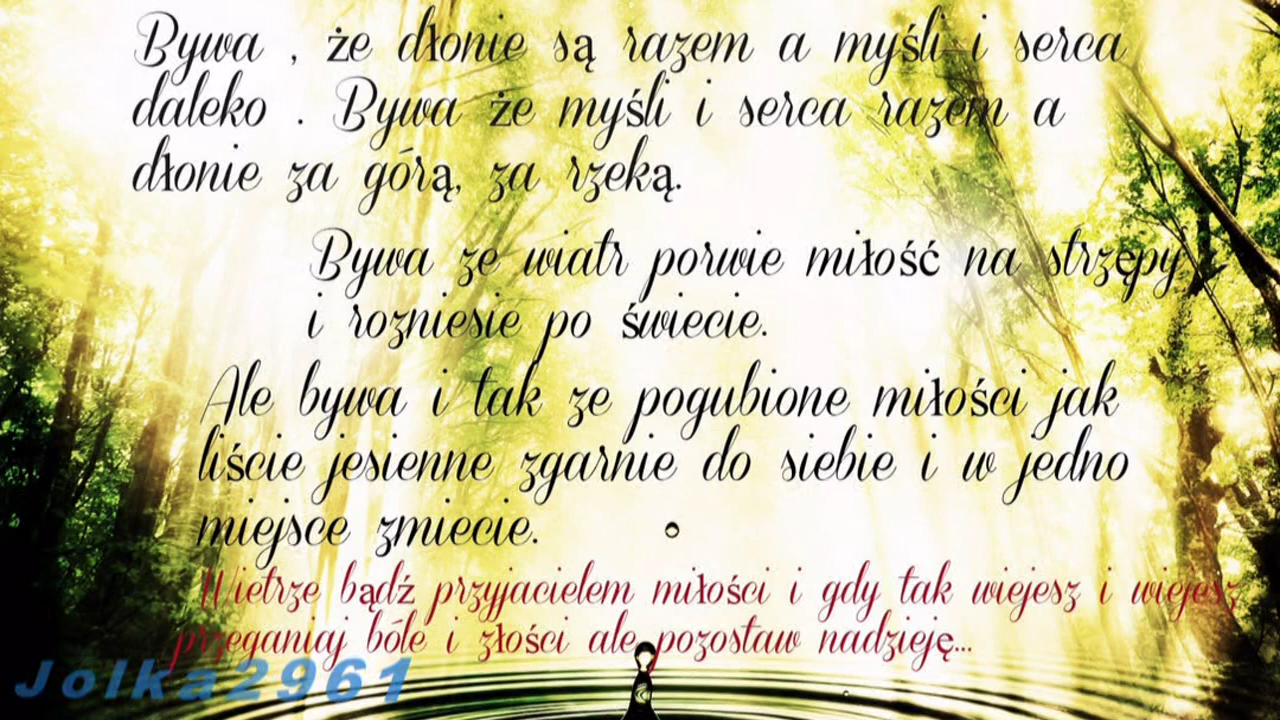 Bywa , że dłonie są razem a myśli i serca
daleko . Bywa że myśli i serca razem a
dłonie za górą, za rzeką.
Bywa ze wiatr porwie miłość na strzępy
i rozniesie po świecie.
Ale bywa i tak ze pogubione miłości jak
liście jesienne zgarnie do siebie i w jedno
miejsce zmiecie.
Wietrze bądź przyjacielem miłości i gdy tak wiejesz i wiejesz
przeganiaj bóle i złości ale pozostaw nadzieję...
Jolka2961